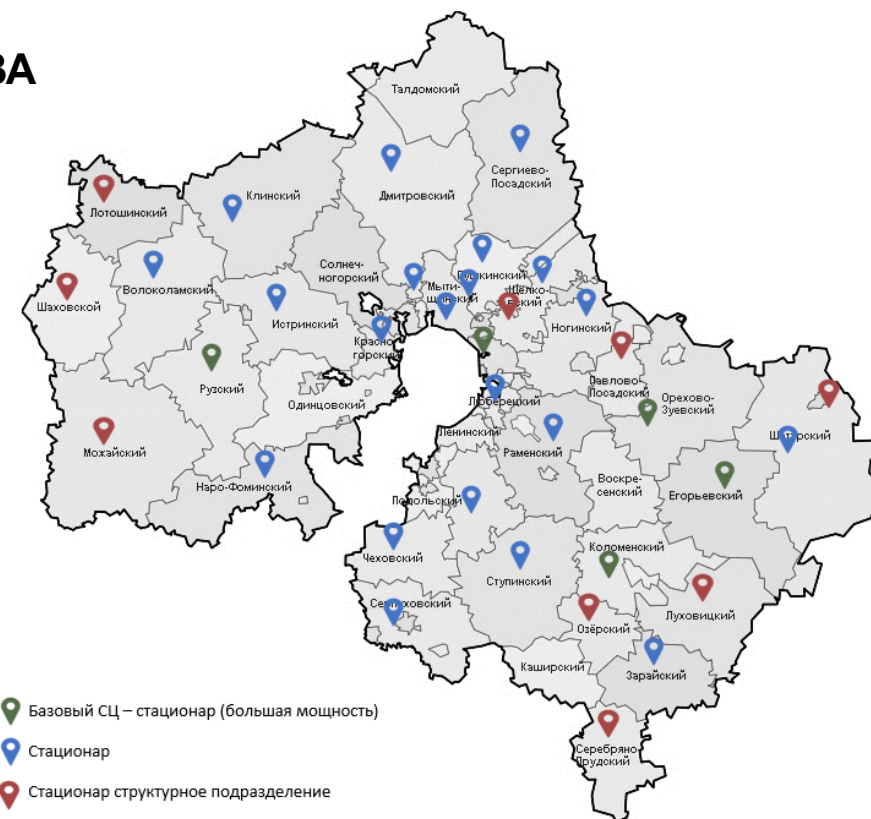 ВА
Талдомский
Сергиево-
Посадский
Дмитровский
Клинский
Лотошинский
Солнеч-
ногорский
Пушкинский
Мыти-
щинский
Щёлко-
вский
Волоколамский
Шаховской
Истринский
Ногинский
Красно-
горский
Рузский
Павлово-
Посадский
Орехово-
Зуевский
Одинцовский
Люберецкий
Ленинский
Шатурский
Можайский
Раменский
Наро-Фоминский
Воскре-
сенский
Егорьевский
Подольский
Коломенский
Чеховский
Ступинский
Серпуховский
Луховицкий
Озёрский
Каширский
Зарайский
Серебряно-
Прудский
Базовый СЦ – стационар (большая мощность)
Стационар
Стационар структурное подразделение